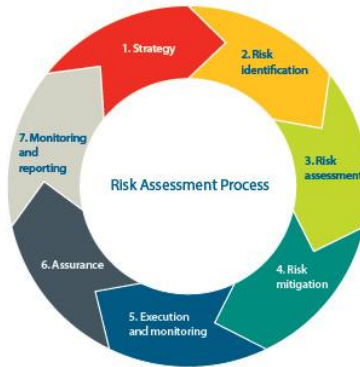 1. Strategy
2. Risk
identification
3. Risk
assessment
4. Risk
mitigation
5. Execution
and monitoring
6. Assurance
7. Monitoring
and
reporting
Risk Assessment Process